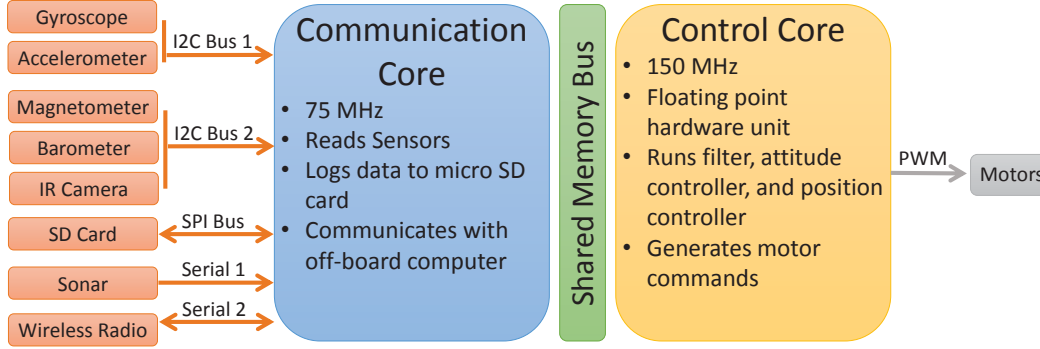 Gyroscope
Accelerometer
I2C Bus 1
Magnetometer
Barometer
IR Camera
I2C Bus 2
SD Card
SPI Bus
Sonar
Serial 1
Wireless Radio
Serial 2
Communication
Core
• 75 MHz
• Reads Sensors
• Logs data to micro SD
card
• Communicates with
off-board computer
Shared Memory Bus
Control Core
• 150 MHz
• Floating point
hardware unit
• Runs filter, attitude
controller, and position
controller
• Generates motor
commands
PWM
Motors